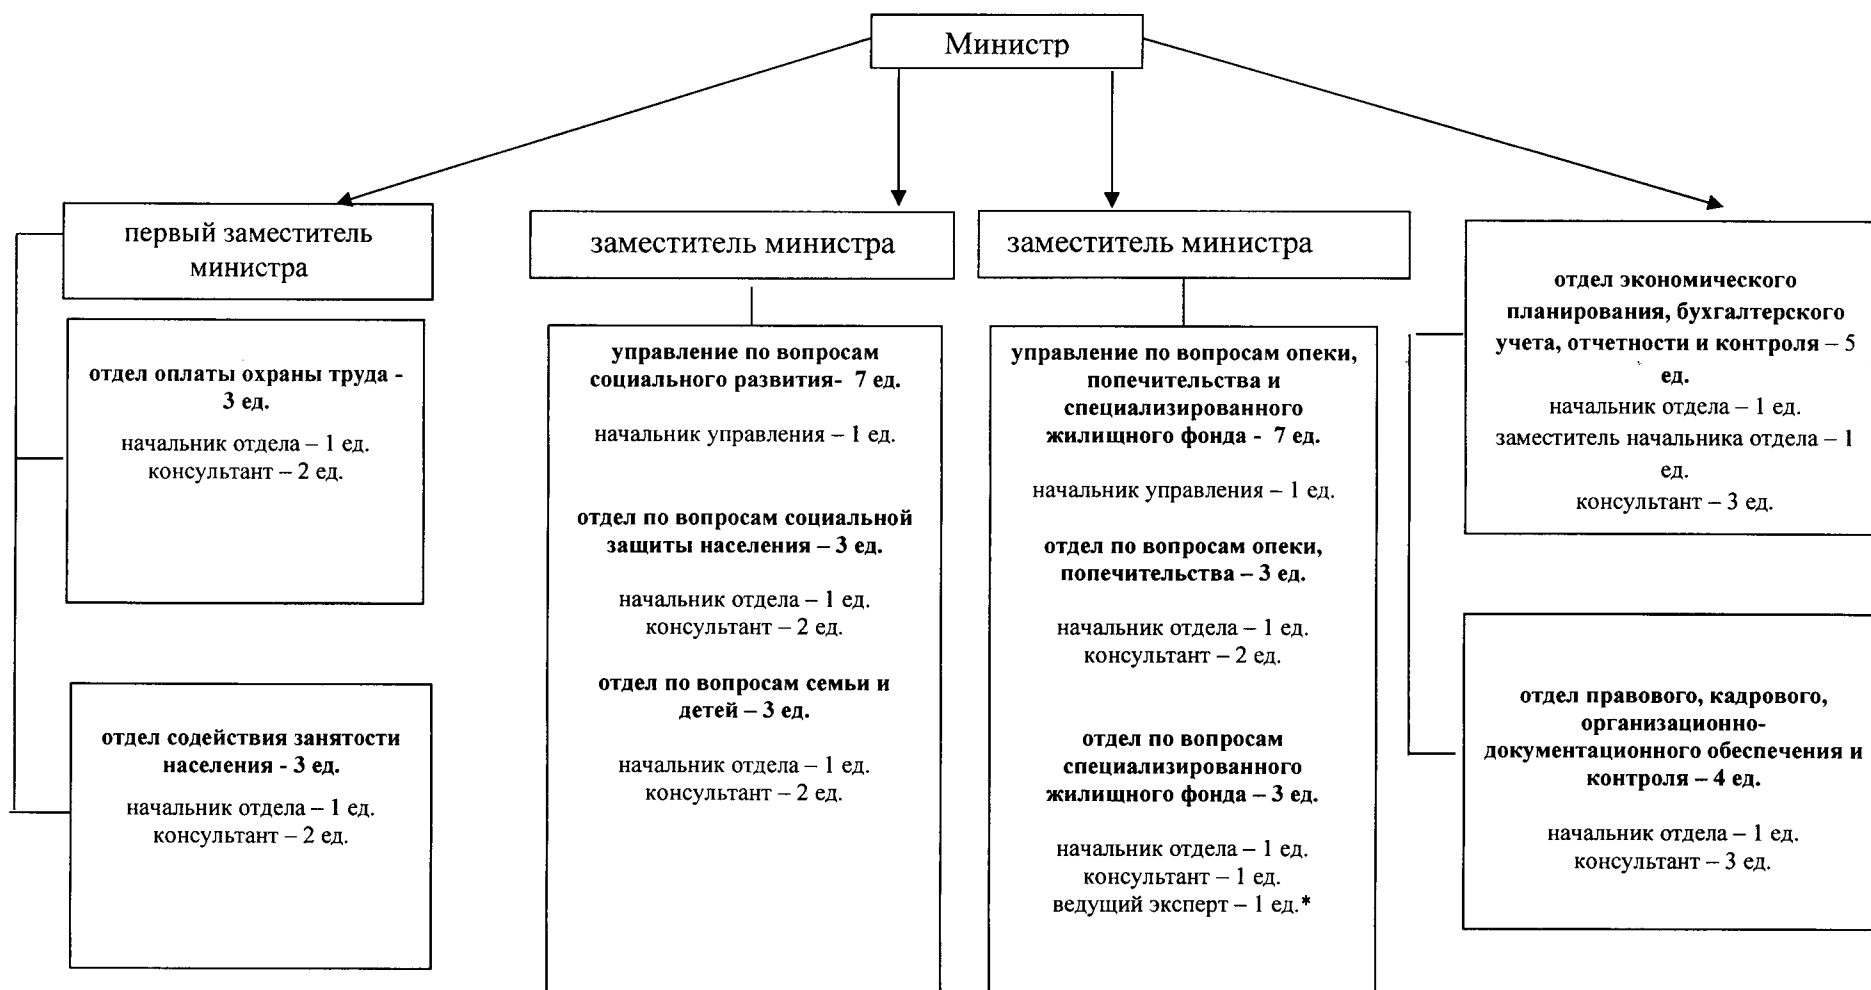 Министр
первый заместитель
министра
отдел оплаты охраны труда -
3 ед.
начальник отдела – 1 ед.
консультант – 2 ед.
отдел содействия занятости
населения - 3 ед.
начальник отдела – 1 ед.
консультант – 2 ед.
заместитель министра
управление по вопросам
социального развития- 7 ед.
начальник управления – 1 ед.
отдел по вопросам социальной
защиты населения – 3 ед.
начальник отдела – 1 ед.
консультант – 2 ед.
отдел по вопросам семьи и
детей – 3 ед.
начальник отдела – 1 ед.
консультант – 2 ед.
заместитель министра
управление по вопросам опеки,
попечительства и
специализированного
жилищного фонда - 7 ед.
начальник управления – 1 ед.
отдел по вопросам опеки,
попечительства – 3 ед.
начальник отдела – 1 ед.
консультант – 2 ед.
отдел по вопросам
специализированного
жилищного фонда – 3 ед.
начальник отдела – 1 ед.
консультант – 1 ед.
ведущий эксперт – 1 ед.*
отдел экономического
планирования, бухгалтерского
учета, отчетности и контроля – 5
ед.
начальник отдела – 1 ед.
заместитель начальника отдела – 1
ед.
консультант – 3 ед.
отдел правового, кадрового,
организационно-
документационного обеспечения и
контроля – 4 ед.
начальник отдела – 1 ед.
консультант – 3 ед.